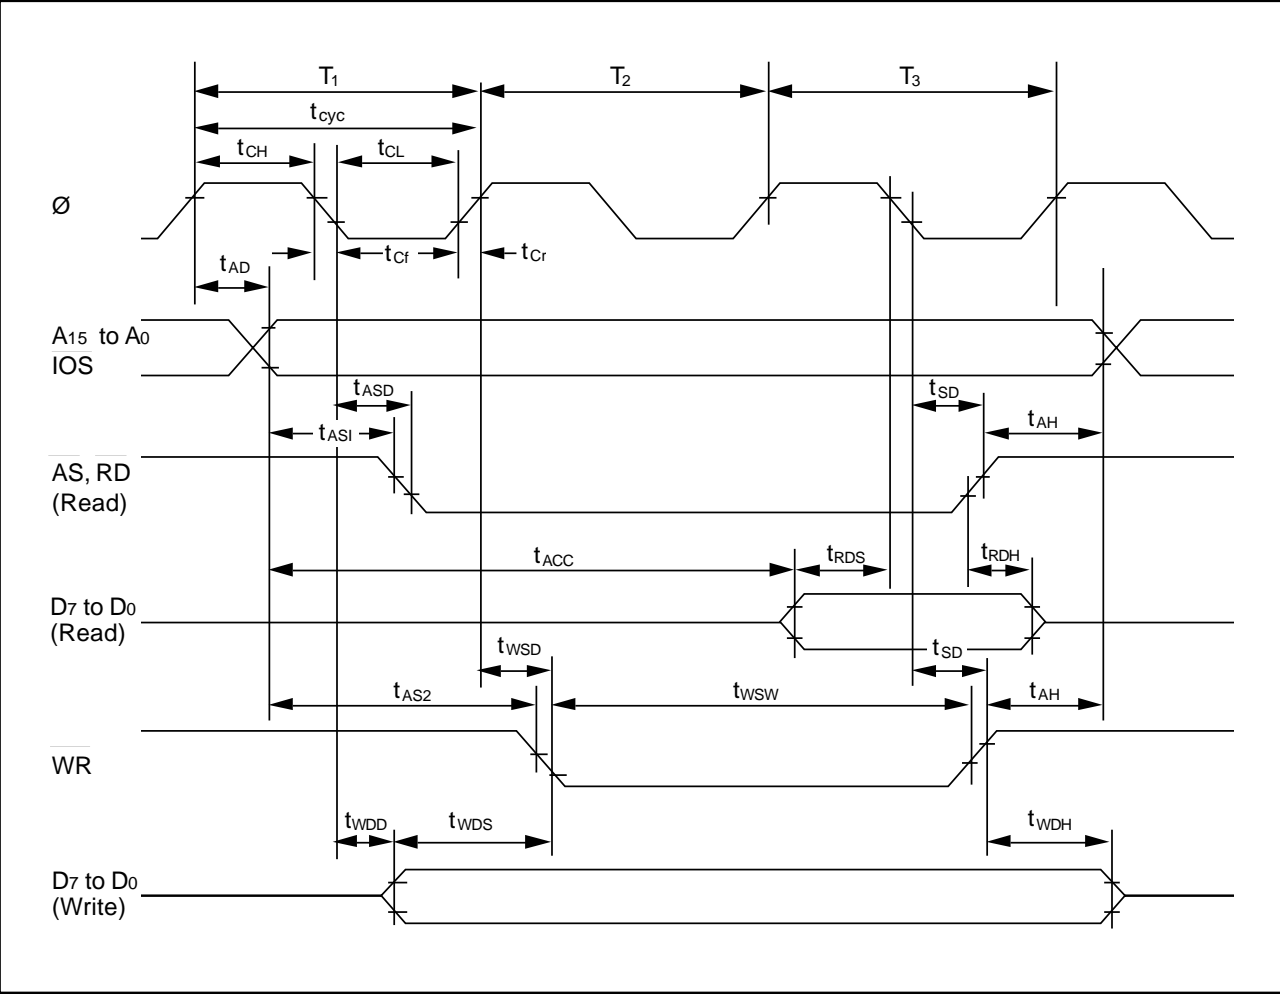 T1 T2 T3
tcyc
tCH tCL
Ø
tCf tCr
tAD
A15 to A0
IOS
tASD tSD
tASI tAH
AS, RD
(Read)
tACC tRDS tRDH
D7 to D0
(Read)
tWSD tSD
tAS2 tWSW tAH
WR
tWDD tWDS tWDH
D7 to D0
(Write)